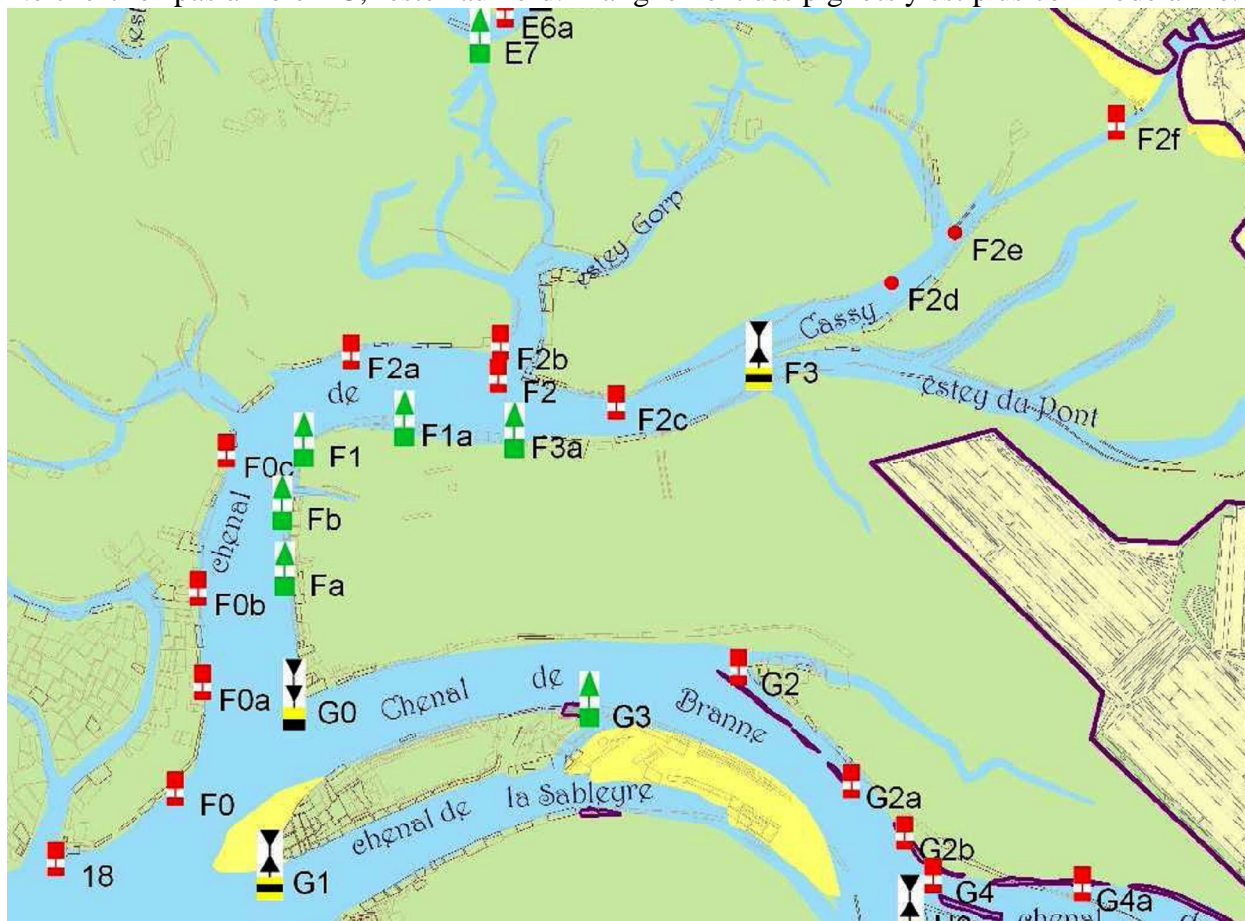 E6a
E7
F2f
estey Gorp
F2e
F2d
Cassy
F2b
F2a
F2
F3
de
F2c
estey du Pont
F1a
F3a
F1
F0c
chenal
Fb
Fa
F0b
F0a
G0
Chenal
de
G2
G3
Branne
F0
G2a
chenal de
la Sableyre
G2b
18
G1
G4
G4a
chenal